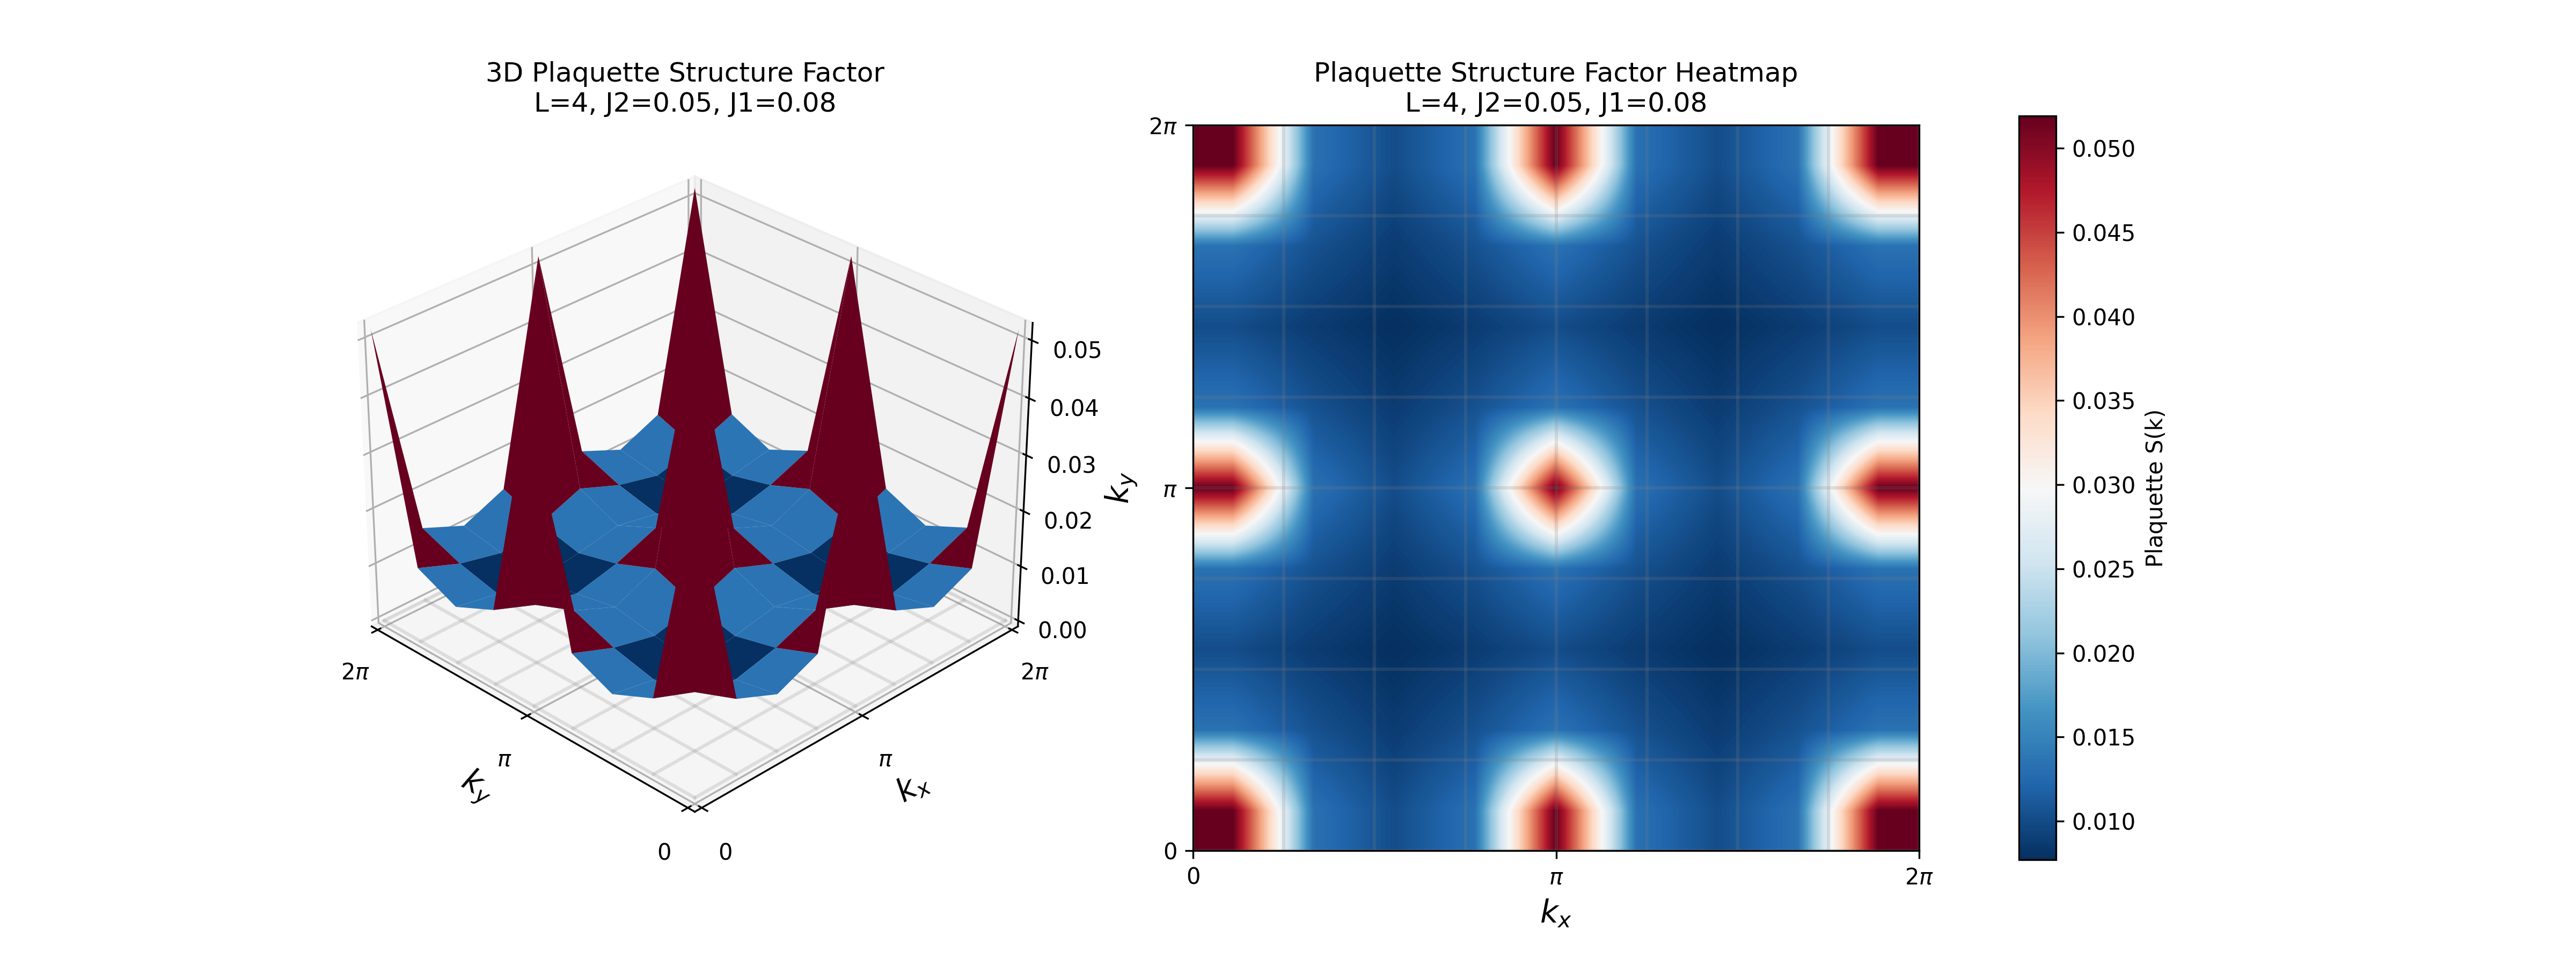 3D Plaquette Structure Factor
L=4, J2=0.05, J1=0.08
0.05
0.04
0.03
0.02
0.01
0.00
2π
π
0
k_y
0
π
2π
k_x
Plaquette Structure Factor Heatmap
L=4, J2=0.05, J1=0.08
2π
π
0
k_y
0
π
2π
k_x
0.050
0.045
0.040
0.035
0.030
0.025
0.020
0.015
0.010
Plaquette S(k)